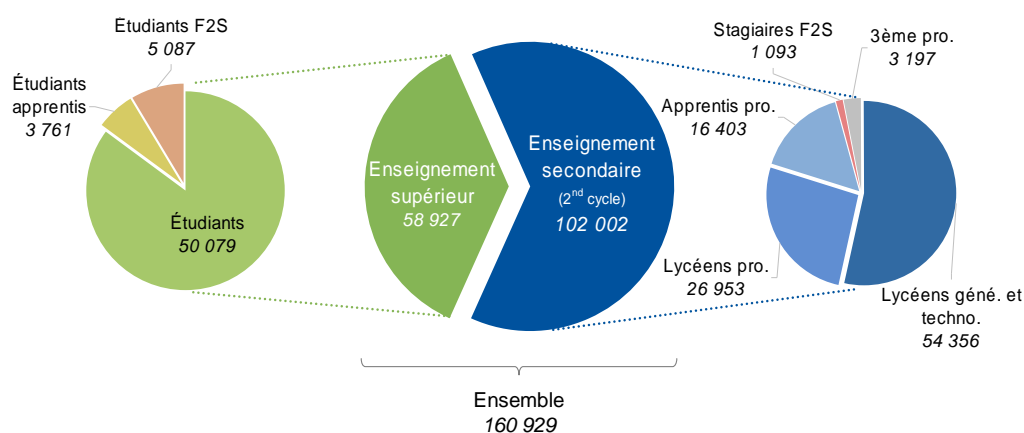 Étudiants F2S
5 087
Étudiants
apprentis
3 761
Étudiants
50 079
Enseignement
supérieur
58 927
Enseignement
secondaire
(2nd cycle)
102 002
Stagiaires F2S
1 093
3ème pro.
3 197
Apprentis pro.
16 403
Lycéens pro.
26 953
Lycéens géné. et
techno.
54 356
Ensemble
160 929